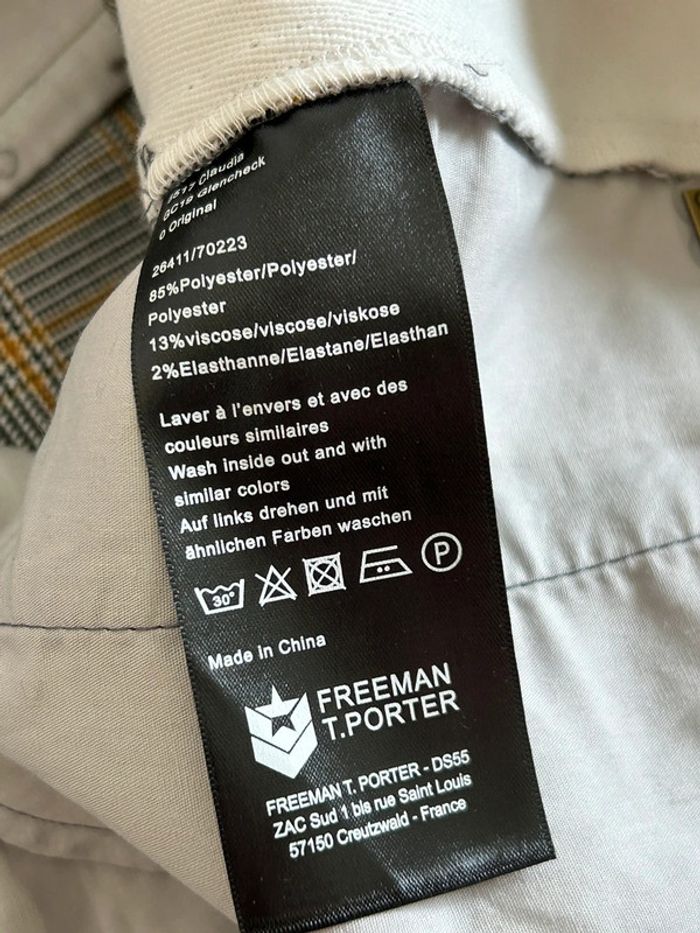 Claudia
GC19 Glencheck
0 Original
26411/70223
85%Polyester/Polyester/
Polyester
13%viscose/viscose/viskose
2%Elasthanne/Elastane/Elasthan
Laver à l'envers et avec des
couleurs similaires
Wash inside out and with
similar colors
Auf links drehen und mit
ähnlichen Farben waschen
30° P
Made in China
FREEMAN
T.PORTER
FREEMAN T. PORTER - DS55
ZAC Sud 1 bis rue Saint Louis
57150 Creutzwald - France